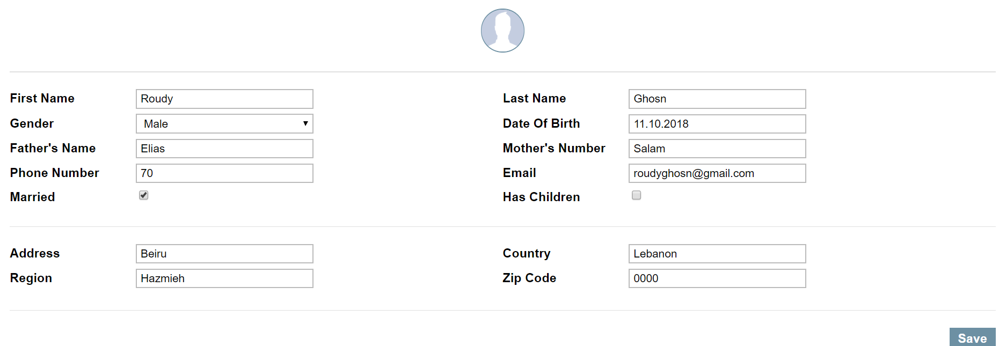 First Name Roudy Last Name Ghosn
Gender Male Date Of Birth 11.10.2018
Father's Name Elias Mother's Number Salam
Phone Number 70 Email roudyghosn@gmail.com
Married Has Children
Address Beiru Country Lebanon
Region Hazmieh Zip Code 0000
Save